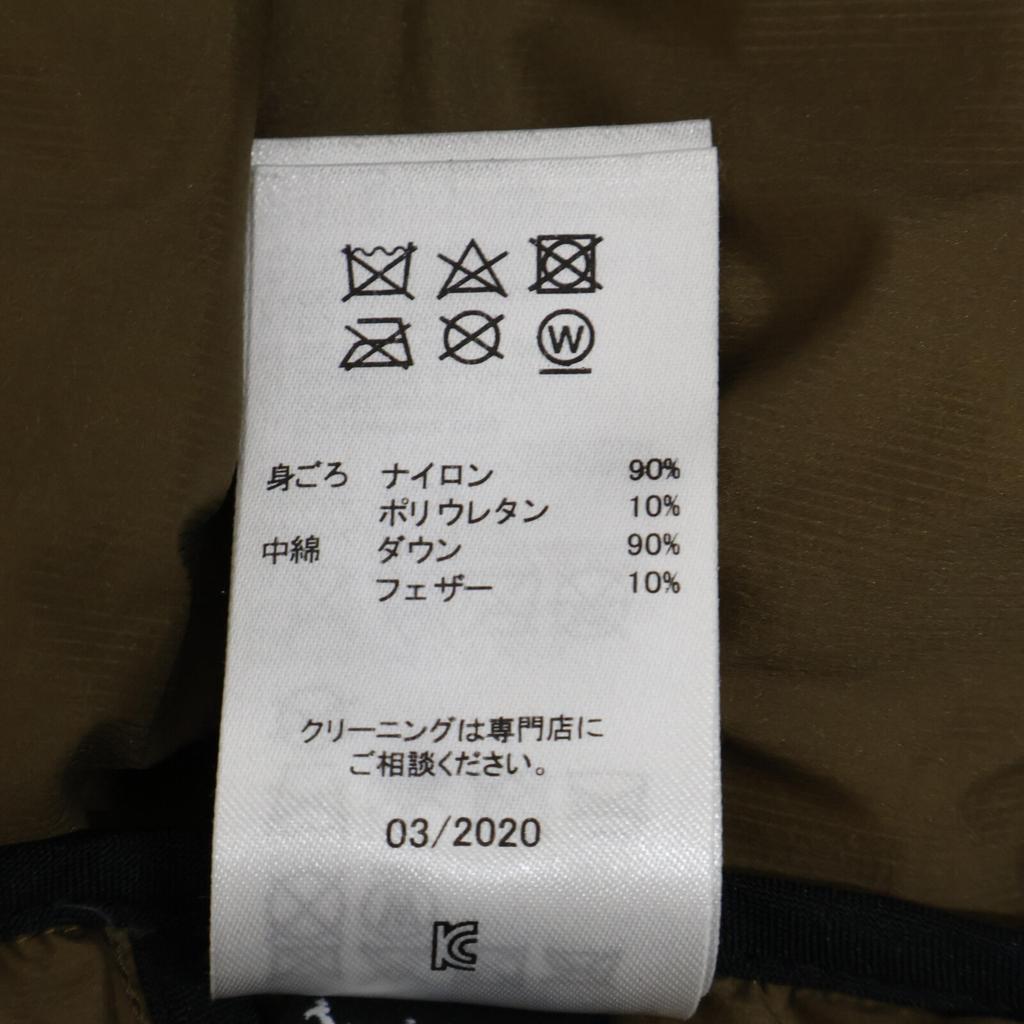 W
身ごろ ナイロン 90%
ポリウレタン 10%
中綿 ダウン 90%
フェザー 10%
クリーニングは専門店に
ご相談ください。
03/2020
KC